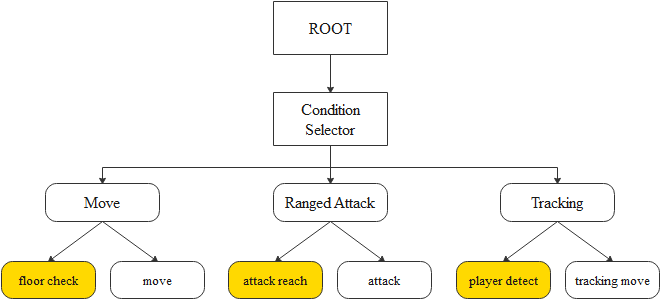 ROOT
Condition
Selector
Move
Ranged Attack
Tracking
floor check
move
attack reach
attack
player detect
tracking move